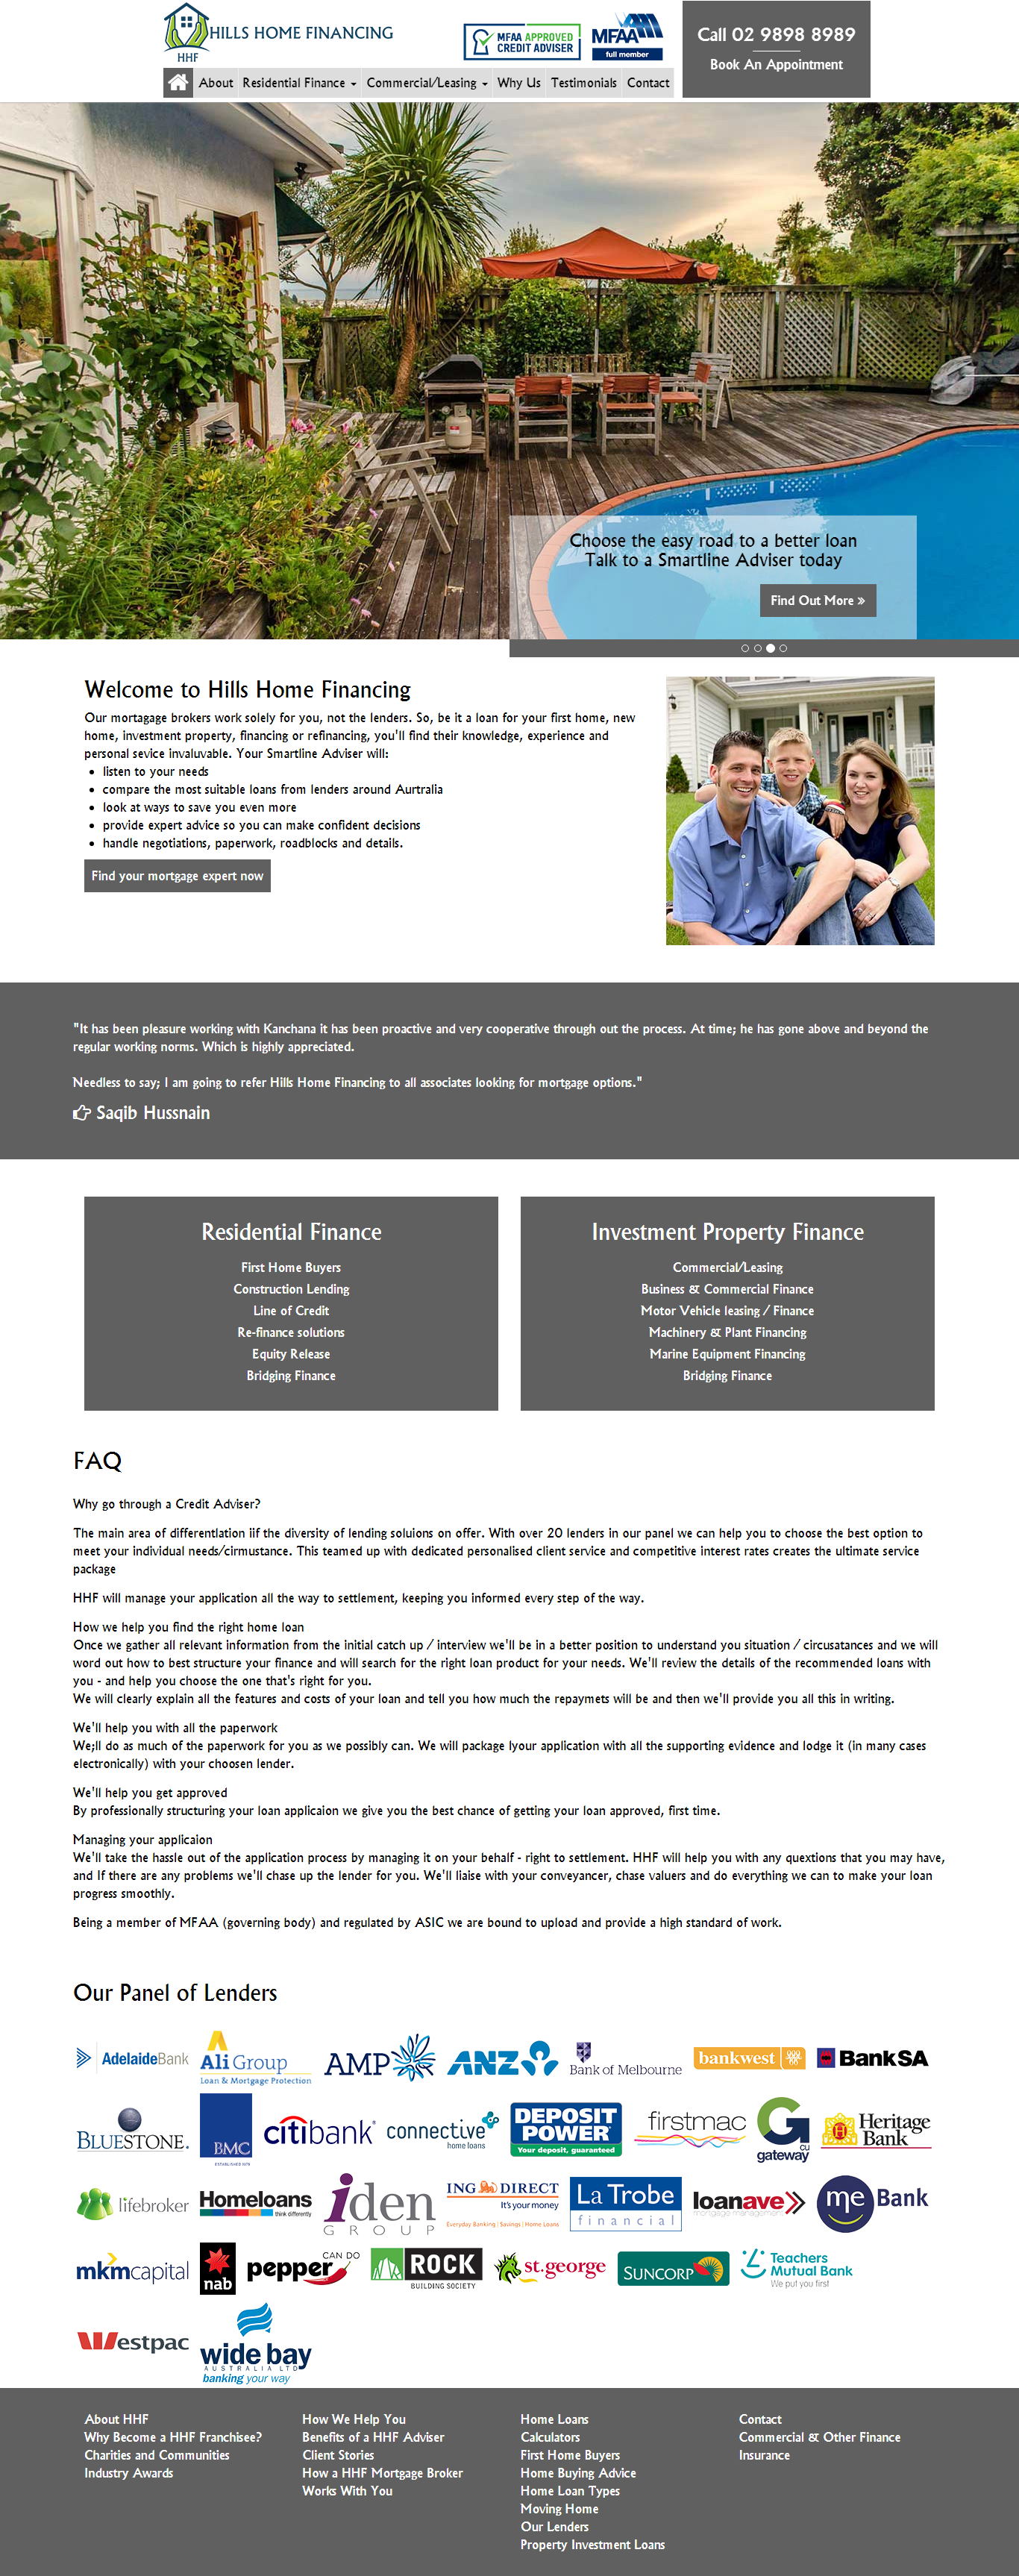 HILLS HOME FINANCING
HHF
MFAA APPROVED
CREDIT ADVISER
MFAA
full member
Call 02 9898 8989
Book An Appointment
About Residential Finance Commercial/Leasing Why Us Testimonials Contact
Choose the easy road to a better loan
Talk to a Smartline Adviser today
Find Out More »
Welcome to Hills Home Financing
Our mortagage brokers work solely for you, not the lenders. So, be it a loan for your first home, new
home, investment property, financing or refinancing, you'll find their knowledge, experience and
personal sevice invaluvable. Your Smartline Adviser will:
• listen to your needs
• compare the most suitable loans from lenders around Aurtralia
• look at ways to save you even more
• provide expert advice so you can make confident decisions
• handle negotiations, paperwork, roadblocks and details.
Find your mortgage expert now
"It has been pleasure working with Kanchana it has been proactive and very cooperative through out the process. At time; he has gone above and beyond the
regular working norms. Which is highly appreciated.
Needless to say; I am going to refer Hills Home Financing to all associates looking for mortgage options."
Saqib Hussnain
Residential Finance
First Home Buyers
Construction Lending
Line of Credit
Re-finance solutions
Equity Release
Bridging Finance
Investment Property Finance
Commercial/Leasing
Business & Commercial Finance
Motor Vehicle leasing / Finance
Machinery & Plant Financing
Marine Equipment Financing
Bridging Finance
FAQ
Why go through a Credit Adviser?
The main area of differentlation iif the diversity of lending soluions on offer. With over 20 lenders in our panel we can help you to choose the best option to
meet your individual needs/cirmustance. This teamed up with dedicated personalised client service and competitive interest rates creates the ultimate service
package
HHF will manage your application all the way to settlement, keeping you informed every step of the way.
How we help you find the right home loan
Once we gather all relevant information from the initial catch up / interview we'll be in a better position to understand you situation / circusatances and we will
word out how to best structure your finance and will search for the right loan product for your needs. We'll review the details of the recommended loans with
you - and help you choose the one that's right for you.
We will clearly explain all the features and costs of your loan and tell you how much the repaymets will be and then we'll provide you all this in writing.
We'll help you with all the paperwork
We;ll do as much of the paperwork for you as we possibly can. We will package lyour application with all the supporting evidence and lodge it (in many cases
electronically) with your choosen lender.
We'll help you get approved
By professionally structuring your loan applicaion we give you the best chance of getting your loan approved, first time.
Managing your applicaion
We'll take the hassle out of the application process by managing it on your behalf - right to settlement. HHF will help you with any quextions that you may have,
and If there are any problems we'll chase up the lender for you. We'll liaise with your conveyancer, chase valuers and do everything we can to make your loan
progress smoothly.
Being a member of MFAA (governing body) and regulated by ASIC we are bound to upload and provide a high standard of work.
Our Panel of Lenders
AdelaideBank
Ali Group
Loan & Mortgage Protection
AMP
ANZ
Bank of Melbourne
bankwest
BankSA
BLUESTONE.
BMC
ESTABLISHED 1979
citibank
connective
home loans
DEPOSIT
POWER
Your deposit, guaranteed
firstmac
gateway cu
Heritage
Bank
lifebroker
Homeloans
think differently
iden
GROUP
ING DIRECT
It's your money
Everyday Banking | Savings | Home Loans
La Trobe
financial
loanave
mortgage management
me Bank
mkmcapital
nab
pepper
CAN DO
ROCK
BUILDING SOCIETY
st.george
SUNCORP
Teachers
Mutual Bank
We put you first
Westpac
wide bay
AUSTRALIA LTD
banking your way
About HHF
Why Become a HHF Franchisee?
Charities and Communities
Industry Awards
How We Help You
Benefits of a HHF Adviser
Client Stories
How a HHF Mortgage Broker
Works With You
Home Loans
Calculators
First Home Buyers
Home Buying Advice
Home Loan Types
Moving Home
Our Lenders
Property Investment Loans
Contact
Commercial & Other Finance
Insurance